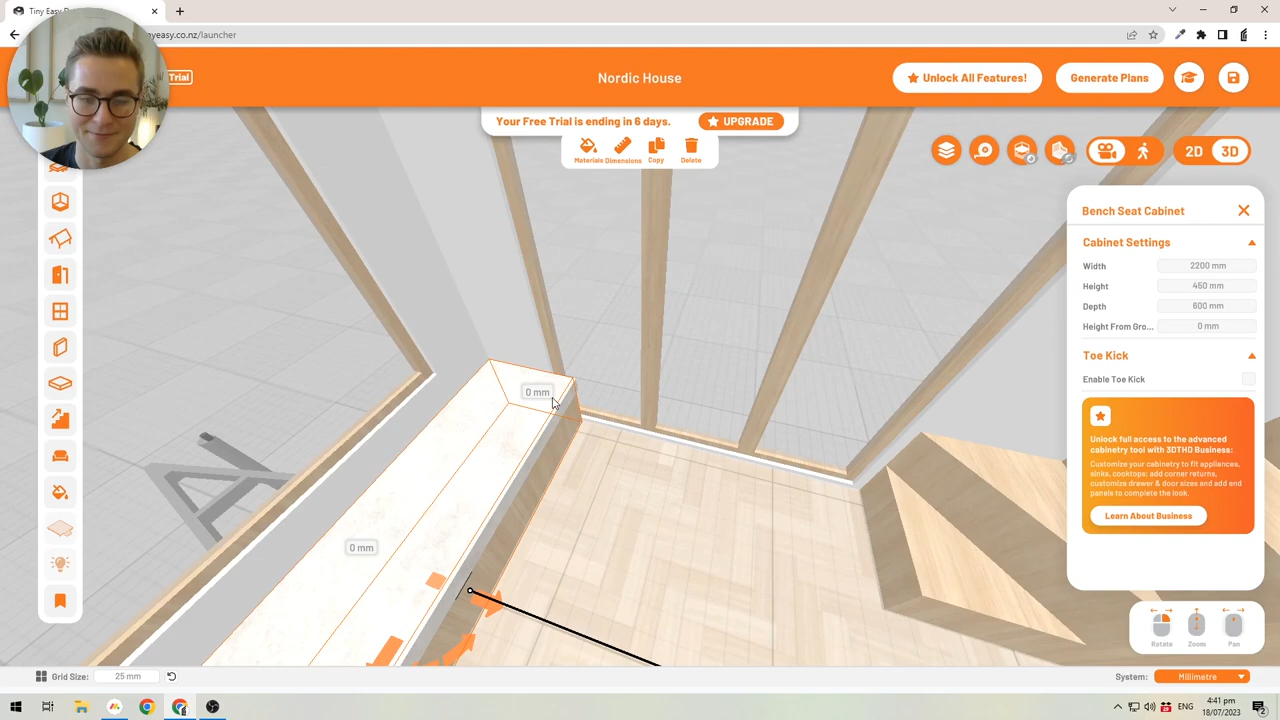 Tiny Easy
yeasy.co.nz/launcher
Trial
Nordic House
Unlock All Features!
Generate Plans
Your Free Trial is ending in 6 days.
UPGRADE
Materials
Dimensions
Copy
Delete
2D
3D
Bench Seat Cabinet
Cabinet Settings
Width
2200 mm
Height
450 mm
Depth
600 mm
Height From Gro...
0 mm
Toe Kick
Enable Toe Kick
Unlock full access to the advanced
cabinetry tool with 3DTHD Business:
Customize your cabinetry to fit appliances,
sinks, cooktops; add corner returns,
customize drawer & door sizes and add end
panels to complete the look.
Learn About Business
0 mm
0 mm
Rotate
Zoom
Pan
Grid Size:
25 mm
System:
Millimetre
ENG
4:41 pm
18/07/2023
2